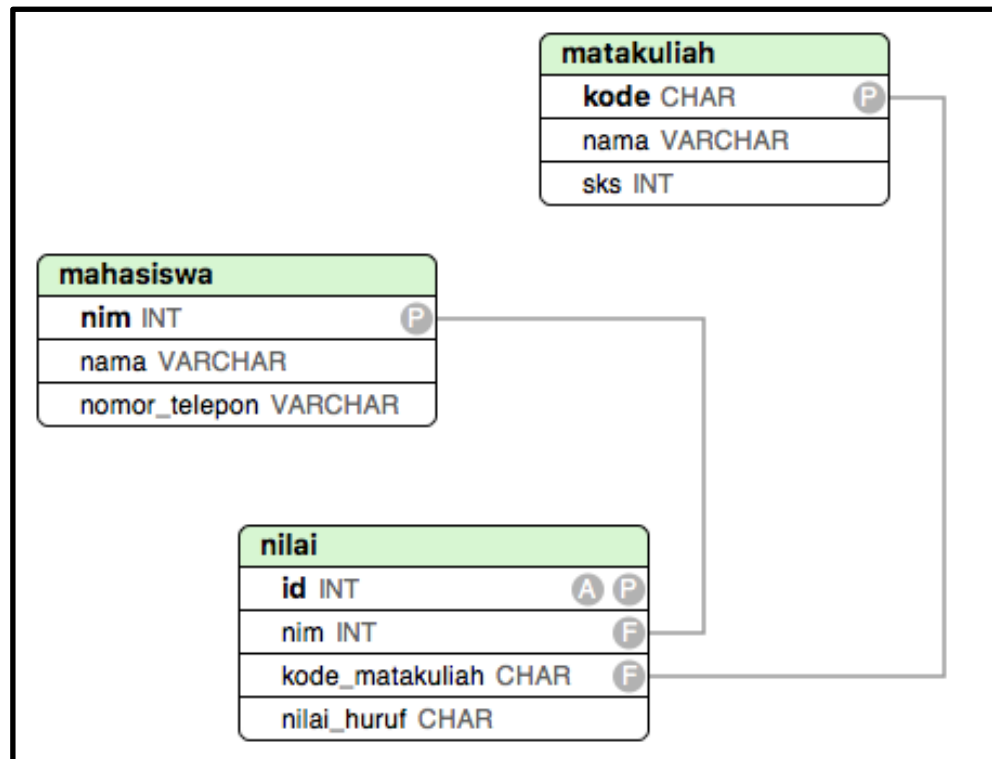 matakuliah
kode CHAR P
nama VARCHAR
sks INT
mahasiswa
nim INT P
nama VARCHAR
nomor_telepon VARCHAR
nilai
id INT A P
nim INT F
kode_matakuliah CHAR F
nilai_huruf CHAR